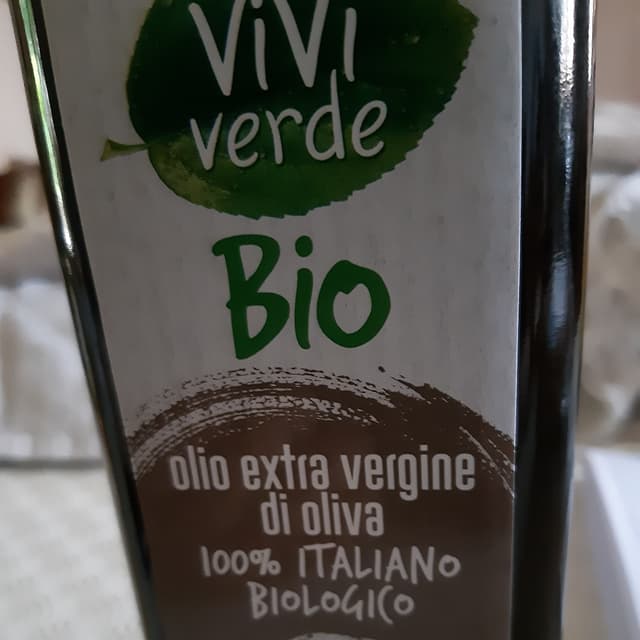 ViVi
verde
Bio
olio extra vergine
di oliva
100% ITALIANO
BIOLOGICO